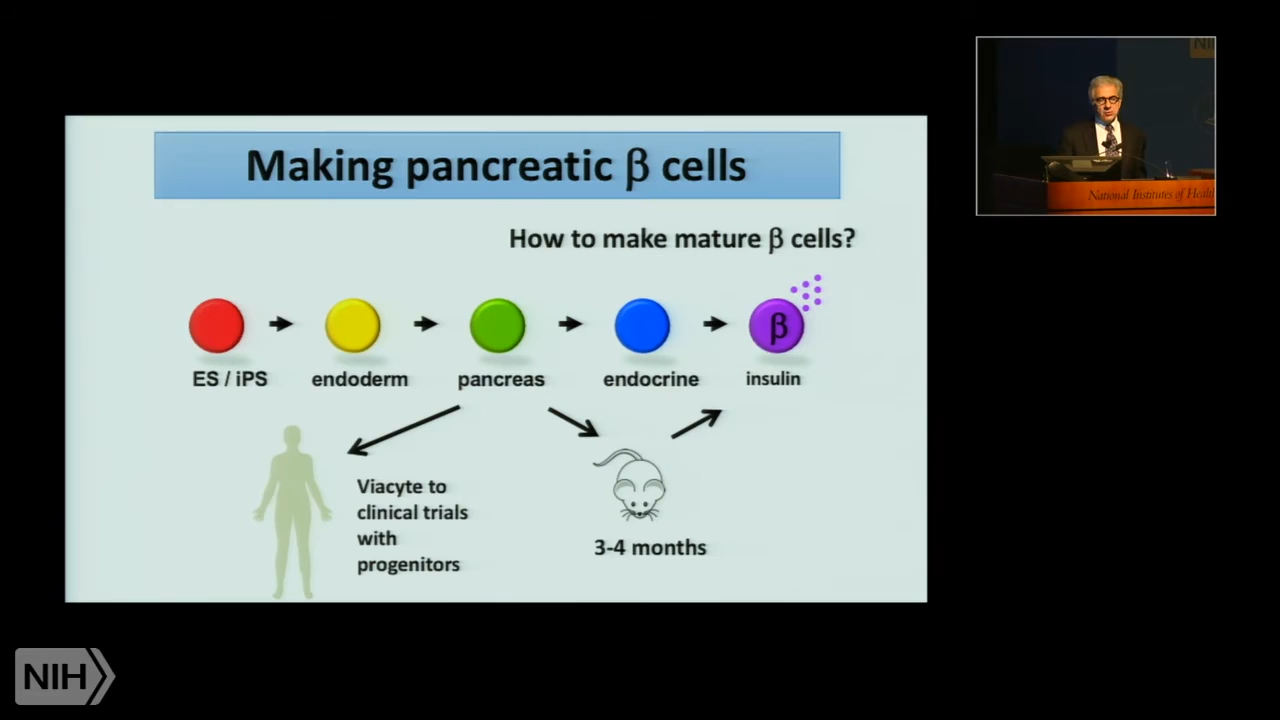 Making pancreatic β cells
How to make mature β cells?
β
ES / iPS
endoderm
pancreas
endocrine
insulin
Viacyte to
clinical trials
with
progenitors
3-4 months
NIH
National Institutes of Health
NIH